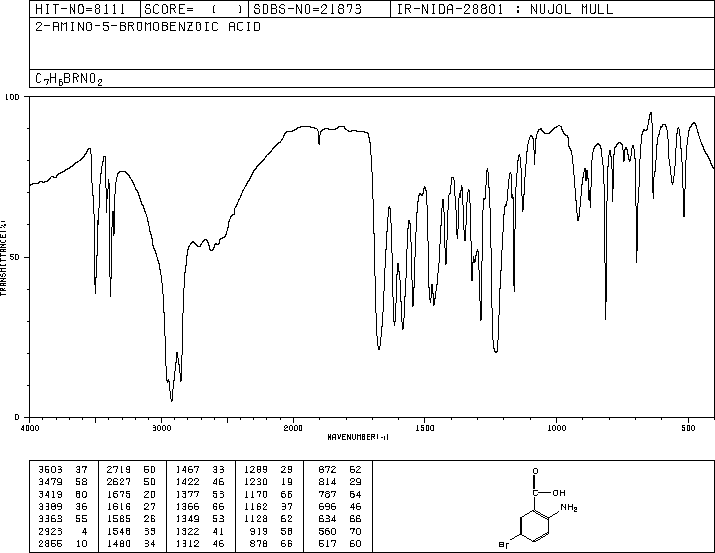 HIT-NO=8111 SCORE= ( ) SDBS-NO=21873 IR-NIDA-28801 : NUJOL MULL
2-AMINO-5-BROMOBENZOIC ACID
C7H6BRNO2
100
TRANSMITTANCE(%)
50
0
4000 3000 2000 1500 1000 500
WAVENUMBER(-1)
3503 37 2719 50 1467 33 1289 29 872 62
3479 58 2627 50 1422 46 1230 19 814 29
3419 60 1675 20 1377 53 1170 66 787 64
3389 36 1616 27 1366 66 1162 37 696 46
3363 55 1585 26 1349 53 1128 62 634 66
2923 4 1548 39 1322 41 919 58 560 70
2855 10 1480 34 1312 46 878 66 517 60
O
C OH
NH2
Br